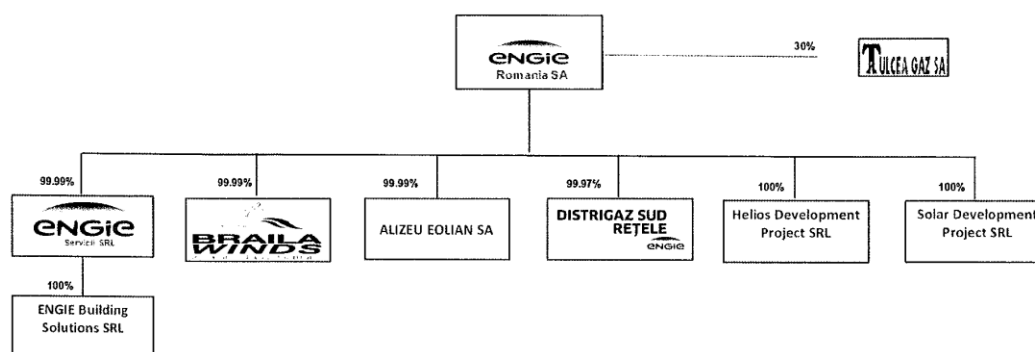 ENGIE
Romania SA
30%
TULCEA GAZ SA
99.99%
99.99%
99.99%
99.97%
100%
100%
ENGIE
Servicii SRL
BRAILA
WINDS
ALIZEU EOLIAN SA
DISTRIGAZ SUD
REȚELE
ENGIE
Helios Development
Project SRL
Solar Development
Project SRL
100%
ENGIE Building
Solutions SRL